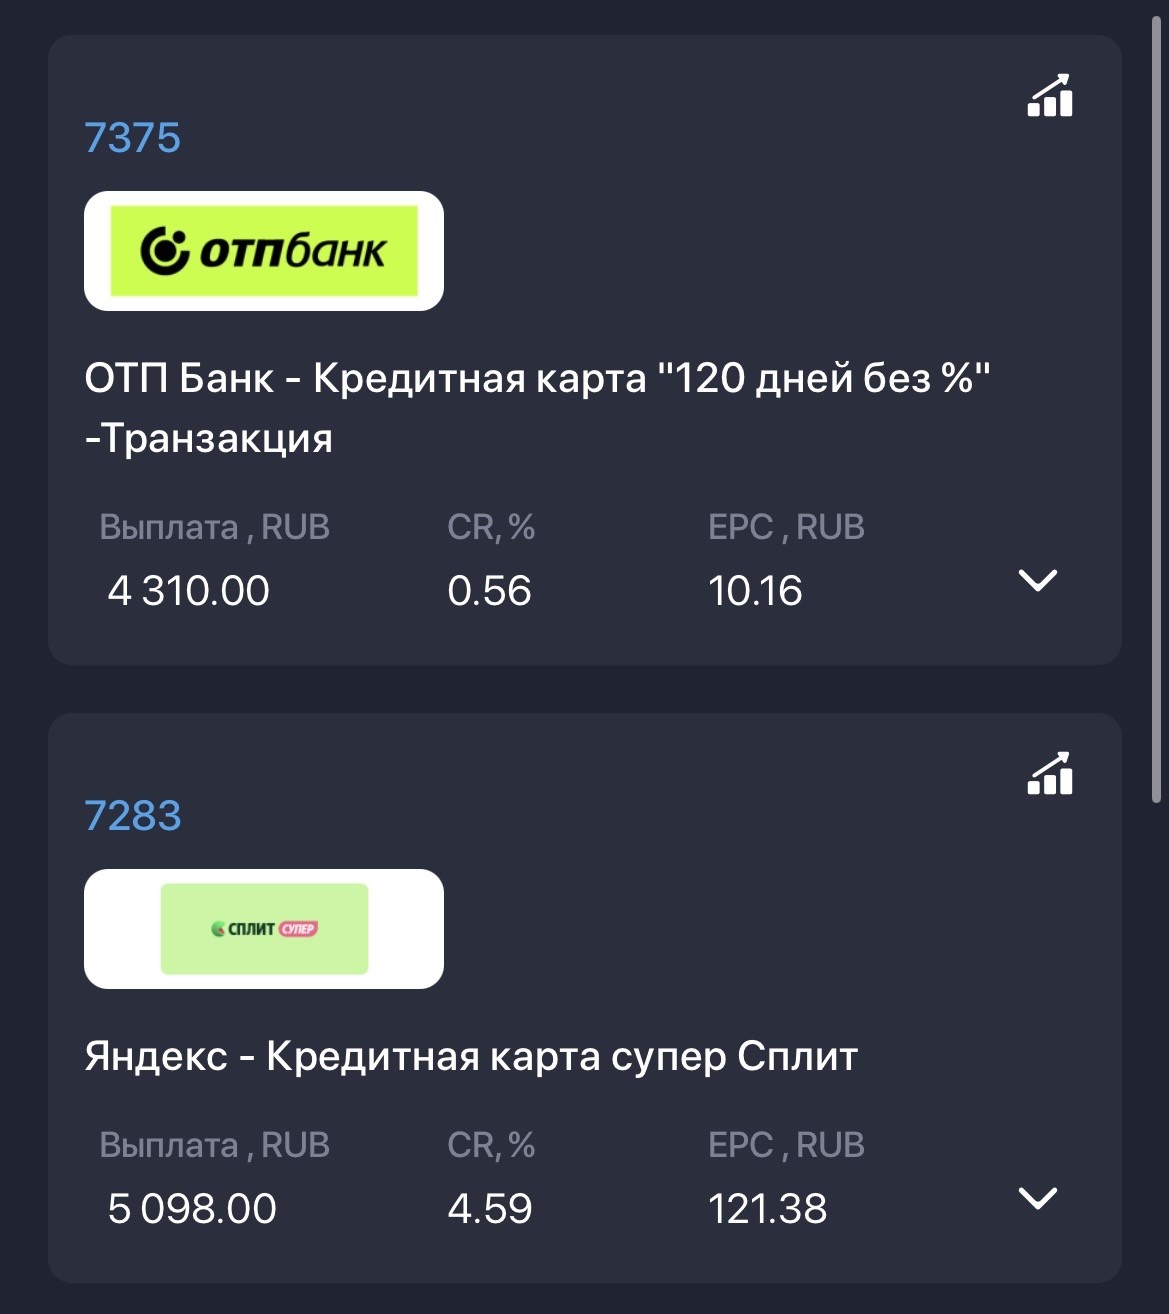 7375
отпбанк
ОТП Банк - Кредитная карта "120 дней без %"
-Транзакция
Выплата , RUB CR, % EPC , RUB
4 310.00 0.56 10.16
7283
СПЛИТ СУПЕР
Яндекс - Кредитная карта супер Сплит
Выплата , RUB CR, % EPC , RUB
5 098.00 4.59 121.38